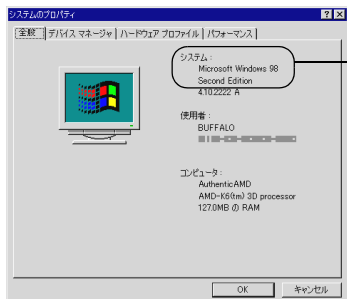 システムのプロパティ
全般 デバイス マネージャ ハードウェア プロファイル パフォーマンス
システム :
Microsoft Windows 98
Second Edition
4.10.2222 A
使用者 :
BUFFALO
コンピュータ :
AuthenticAMD
AMD-K6(tm) 3D processor
127.0MB の RAM
OK キャンセル